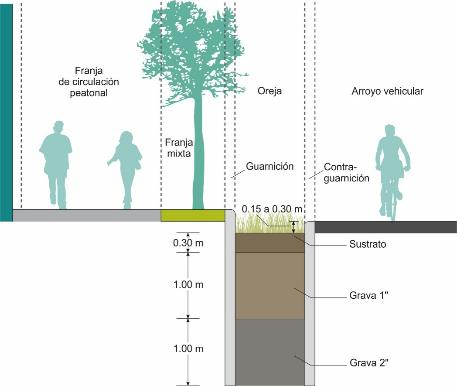 Franja
de circulación
peatonal
Oreja
Arroyo vehicular
Franja
mixta
Guarnición
Contra-
guarnición
0.15 a 0.30 m
Sustrato
0.30 m
1.00 m
Grava 1"
1.00 m
Grava 2"